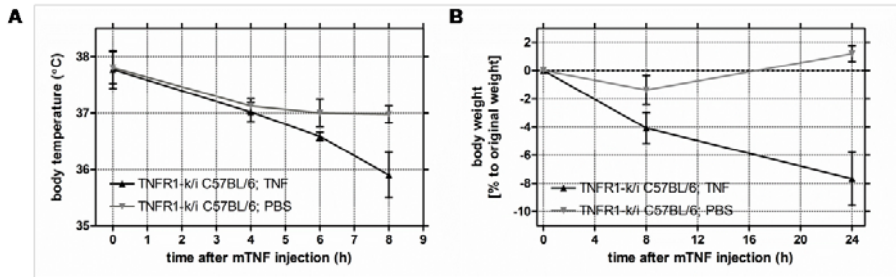 A
body temperature (°C)
38
37
36
35
TNFR1-k/i C57BL/6; TNF
TNFR1-k/i C57BL/6; PBS
0 1 2 3 4 5 6 7 8 9
time after mTNF injection (h)
B
body weight
[% to original weight]
2
0
-2
-4
-6
-8
-10
TNFR1-k/i C57BL/6; TNF
TNFR1-k/i C57BL/6; PBS
0 4 8 12 16 20 24
time after mTNF injection (h)